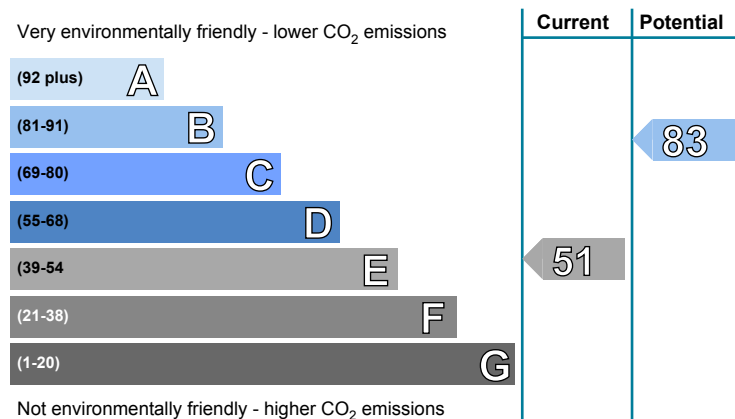 Very environmentally friendly - lower CO₂ emissions
Current
Potential
(92 plus) A
(81-91) B
83
(69-80) C
(55-68) D
(39-54 E
51
(21-38) F
(1-20) G
Not environmentally friendly - higher CO₂ emissions